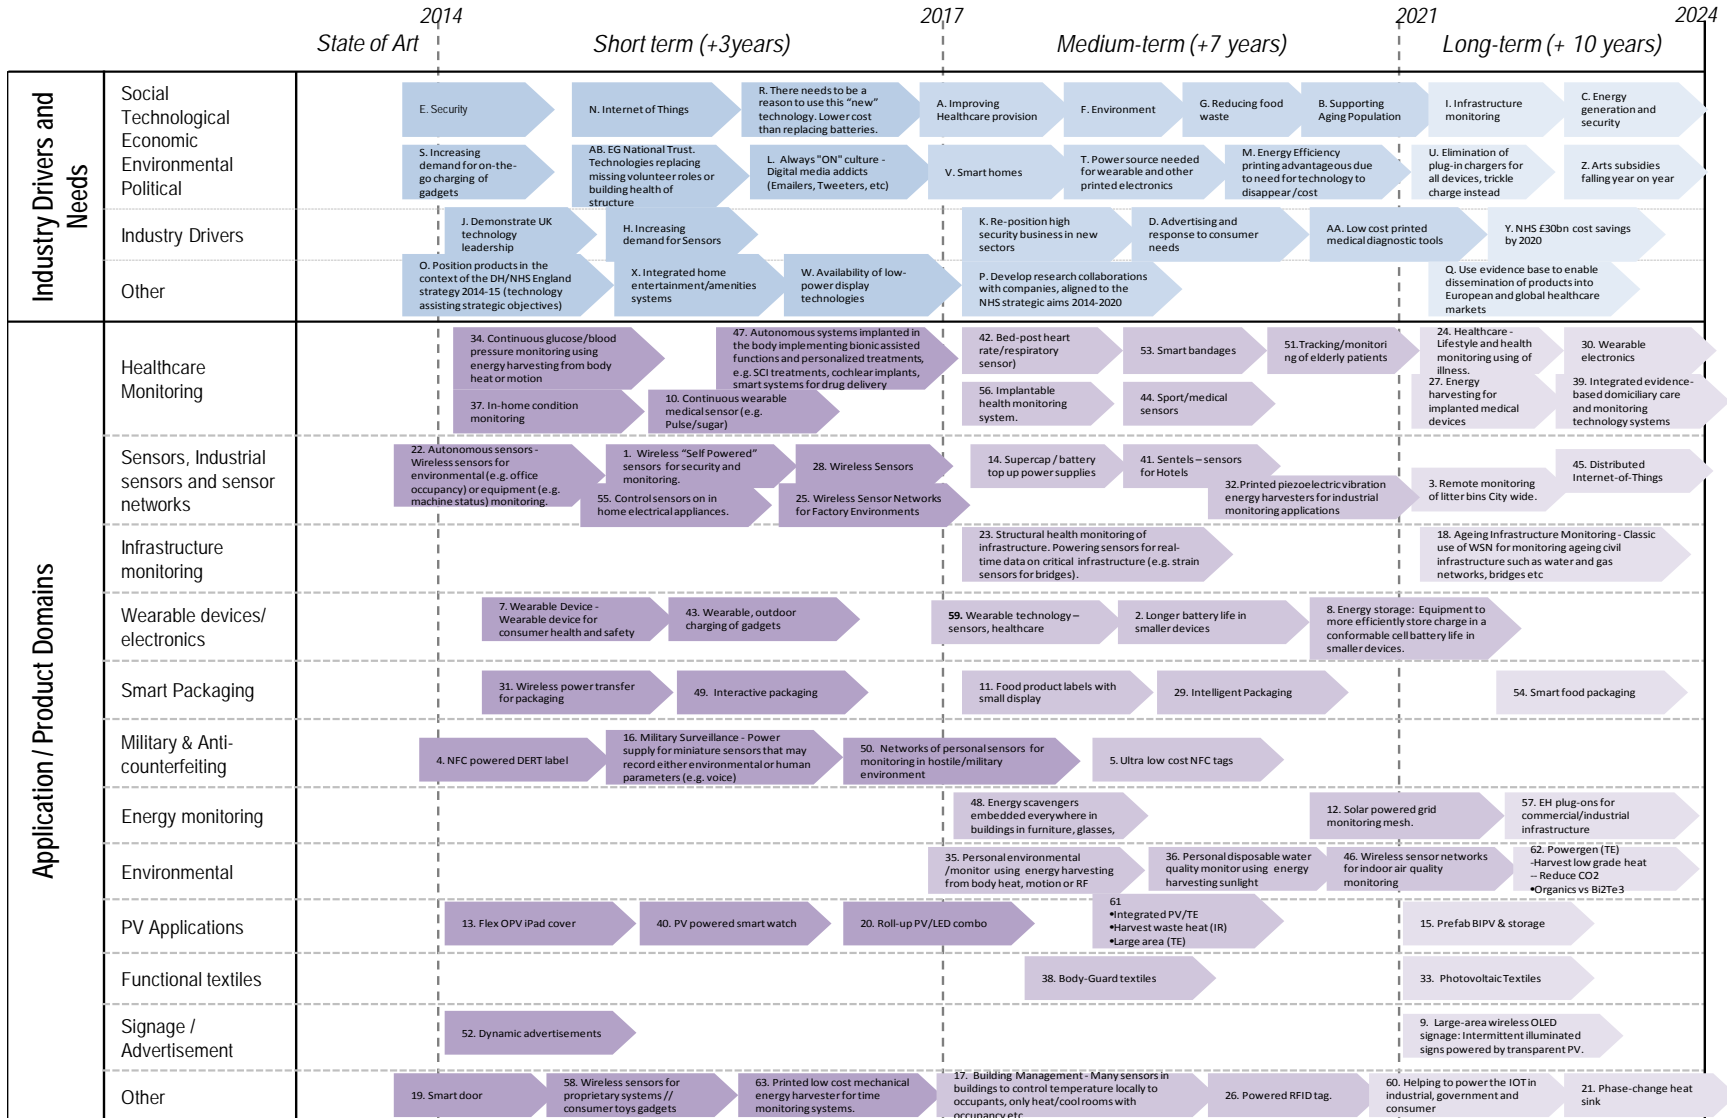 2014
2017
2021
2024
State of Art
Short term (+3years)
Medium-term (+7 years)
Long-term (+ 10 years)
Industry Drivers and
Needs
Social
Technological
Economic
Environmental
Political
E. Security
N. Internet of Things
R. There needs to be a
reason to use this “new”
technology. Lower cost
than replacing batteries.
A. Improving
Healthcare provision
F. Environment
G. Reducing food
waste
B. Supporting
Aging Population
I. Infrastructure
monitoring
C. Energy
generation and
security
S. Increasing
demand for on-the-
go charging of
gadgets
AB. EG National Trust.
Technologies replacing
missing volunteer roles or
building health of
structure
L. Always "ON" culture -
Digital media addicts
(Emailers, Tweeters, etc)
V. Smart homes
T. Power source needed
for wearable and other
printed electronics
M. Energy Efficiency
printing advantageous due
to need for technology to
disappear/cost
U. Elimination of
plug-in chargers for
all devices, trickle
charge instead
Z. Arts subsidies
falling year on year
Industry Drivers
J. Demonstrate UK
technology
leadership
H. Increasing
demand for Sensors
K. Re-position high
security business in new
sectors
D. Advertising and
response to consumer
needs
AA. Low cost printed
medical diagnostic tools
Y. NHS £30bn cost savings
by 2020
Other
O. Position products in the
context of the DH/NHS England
strategy 2014-15 (technology
assisting strategic objectives)
X. Integrated home
entertainment/amenities
systems
W. Availability of low-
power display
technologies
P. Develop research collaborations
with companies, aligned to the
NHS strategic aims 2014-2020
Q. Use evidence base to enable
dissemination of products into
European and global healthcare
markets
Application / Product Domains
Healthcare
Monitoring
34. Continuous glucose/blood
pressure monitoring using
energy harvesting from body
heat or motion
47. Autonomous systems implanted in
the body implementing bionic assisted
functions and personalized treatments,
e.g. SCI treatments, cochlear implants,
smart systems for drug delivery
42. Bed-post heart
rate/respiratory
sensor)
53. Smart bandages
51.Tracking/monitori
ng of elderly patients
24. Healthcare -
Lifestyle and health
monitoring using of
illness.
30. Wearable
electronics
37. In-home condition
monitoring
10. Continuous wearable
medical sensor (e.g.
Pulse/sugar)
56. Implantable
health monitoring
system.
44. Sport/medical
sensors
27. Energy
harvesting for
implanted medical
devices
39. Integrated evidence-
based domiciliary care
and monitoring
technology systems
Sensors, Industrial
sensors and sensor
networks
22. Autonomous sensors -
Wireless sensors for
environmental (e.g. office
occupancy) or equipment (e.g.
machine status) monitoring.
1. Wireless “Self Powered”
sensors for security and
monitoring.
28. Wireless Sensors
14. Supercap / battery
top up power supplies
41. Sentels – sensors
for Hotels
45. Distributed
Internet-of-Things
55. Control sensors on in
home electrical appliances.
25. Wireless Sensor Networks
for Factory Environments
32.Printed piezoelectric vibration
energy harvesters for industrial
monitoring applications
3. Remote monitoring
of litter bins City wide.
Infrastructure
monitoring
23. Structural health monitoring of
infrastructure. Powering sensors for real-
time data on critical infrastructure (e.g. strain
sensors for bridges).
18. Ageing Infrastructure Monitoring - Classic
use of WSN for monitoring ageing civil
infrastructure such as water and gas
networks, bridges etc
Wearable devices/
electronics
7. Wearable Device -
Wearable device for
consumer health and safety
43. Wearable, outdoor
charging of gadgets
59. Wearable technology –
sensors, healthcare
2. Longer battery life in
smaller devices
8. Energy storage: Equipment to
more efficiently store charge in a
conformable cell battery life in
smaller devices.
Smart Packaging
31. Wireless power transfer
for packaging
49. Interactive packaging
11. Food product labels with
small display
29. Intelligent Packaging
54. Smart food packaging
Military & Anti-
counterfeiting
4. NFC powered DERT label
16. Military Surveillance - Power
supply for miniature sensors that may
record either environmental or human
parameters (e.g. voice)
50. Networks of personal sensors for
monitoring in hostile/military
environment
5. Ultra low cost NFC tags
Energy monitoring
48. Energy scavengers
embedded everywhere in
buildings in furniture, glasses,
12. Solar powered grid
monitoring mesh.
57. EH plug-ons for
commercial/industrial
infrastructure
Environmental
35. Personal environmental
/monitor using energy harvesting
from body heat, motion or RF
36. Personal disposable water
quality monitor using energy
harvesting sunlight
46. Wireless sensor networks
for indoor air quality
monitoring
62. Powergen (TE)
-Harvest low grade heat
-- Reduce CO2
•Organics vs Bi2Te3
PV Applications
13. Flex OPV iPad cover
40. PV powered smart watch
20. Roll-up PV/LED combo
61
•Integrated PV/TE
•Harvest waste heat (IR)
•Large area (TE)
15. Prefab BIPV & storage
Functional textiles
38. Body-Guard textiles
33. Photovoltaic Textiles
Signage /
Advertisement
52. Dynamic advertisements
9. Large-area wireless OLED
signage: Intermittent illuminated
signs powered by transparent PV.
Other
19. Smart door
58. Wireless sensors for
proprietary systems //
consumer toys gadgets
63. Printed low cost mechanical
energy harvester for time
monitoring systems.
17. Building Management - Many sensors in
buildings to control temperature locally to
occupants, only heat/cool rooms with
occupancy etc
26. Powered RFID tag.
60. Helping to power the IOT in
industrial, government and
consumer
21. Phase-change heat
sink